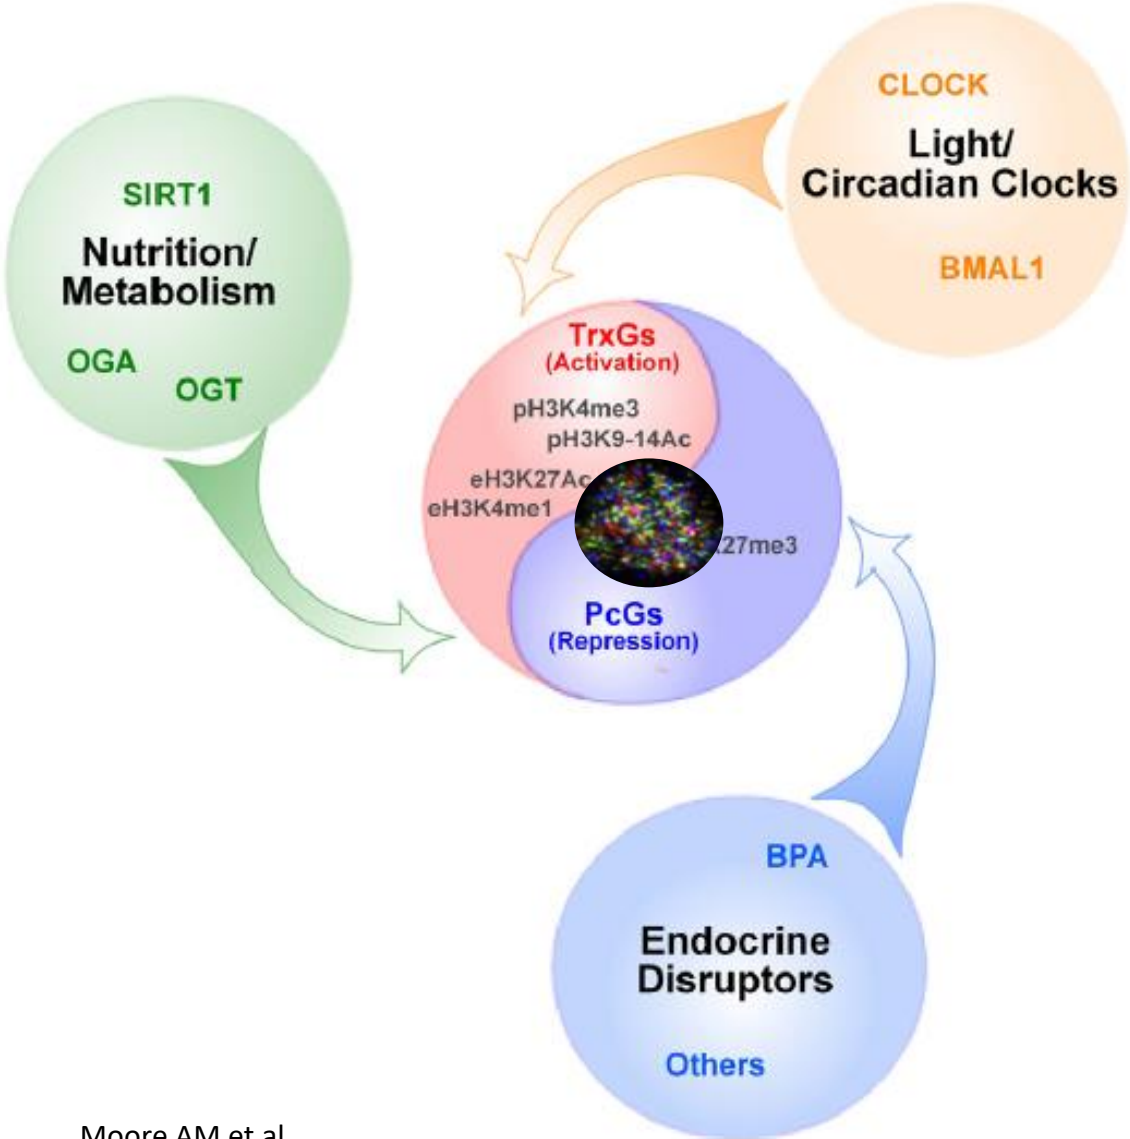 CLOCK
Light/
Circadian Clocks
BMAL1
SIRT1
Nutrition/
Metabolism
OGA
OGT
TrxGs
(Activation)
pH3K4me3
pH3K9-14Ac
eH3K27Ac
eH3K4me1
27me3
PcGs
(Repression)
BPA
Endocrine
Disruptors
Others
Moore AM et al